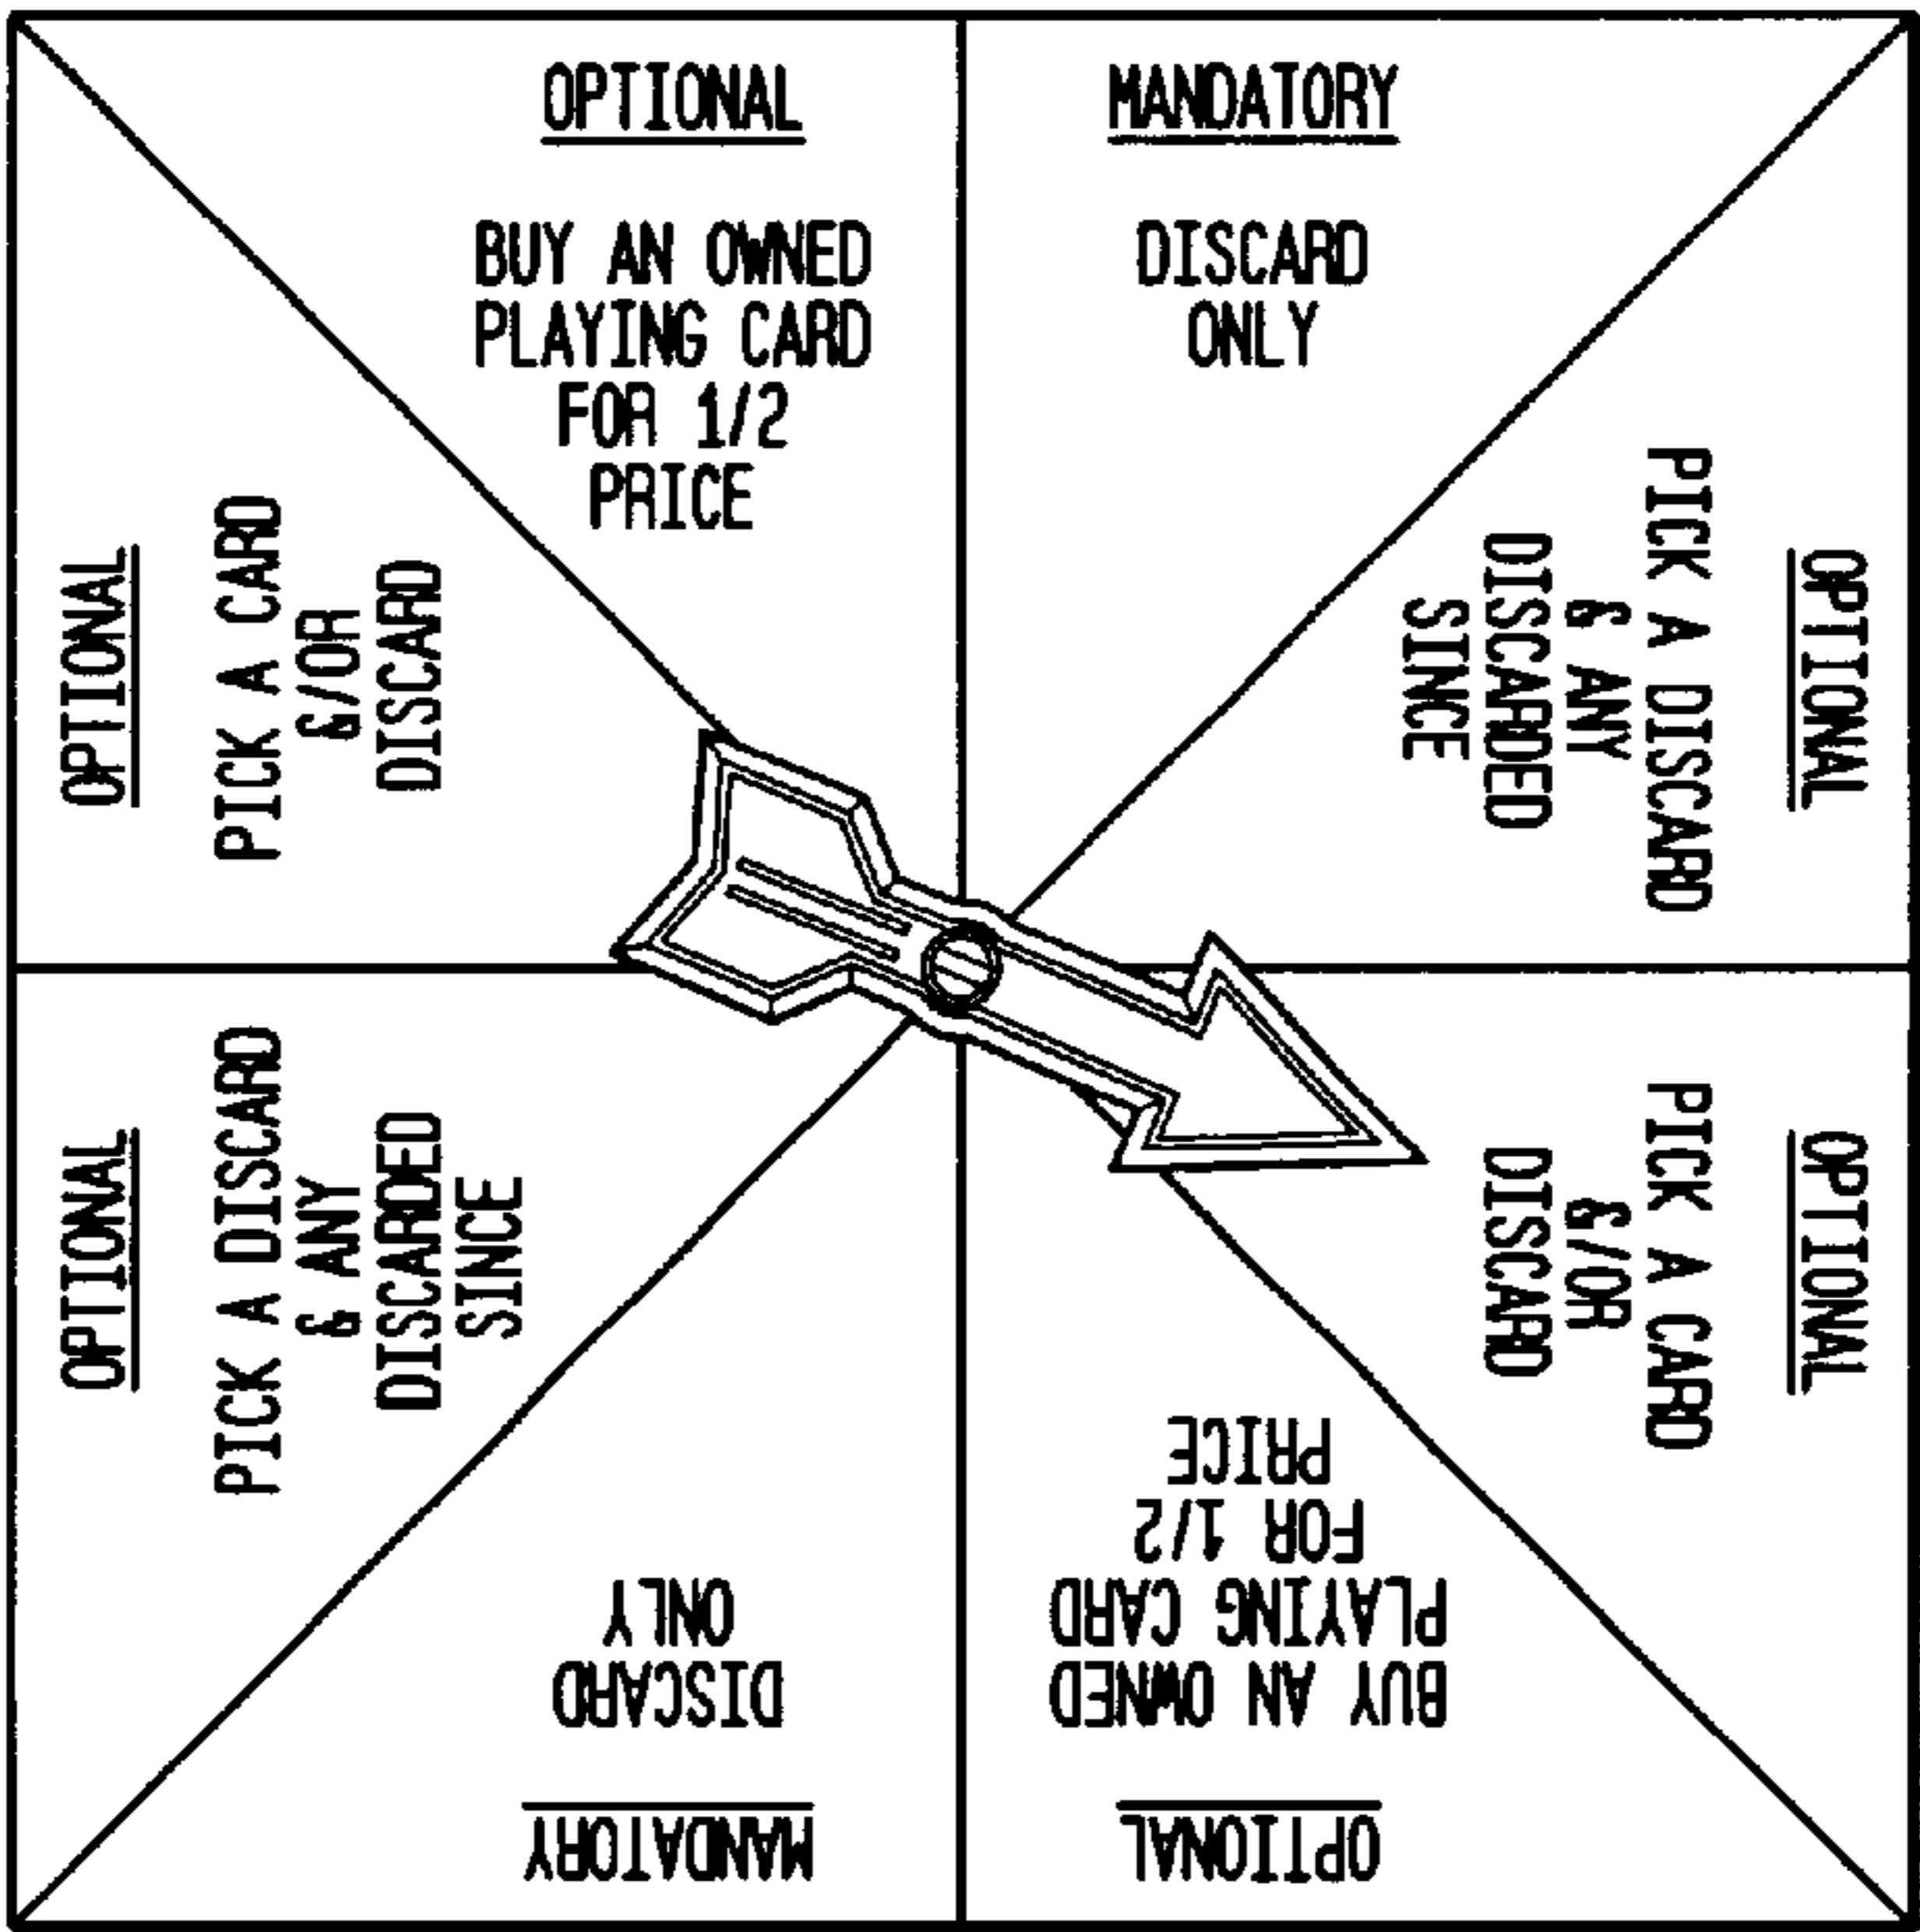 OPTIONAL
BUY AN OWNED
PLAYING CARD
FOR 1/2
PRICE
MANDATORY
DISCARD
ONLY
OPTIONAL
PICK A DISCARD
& ANY
DISCARDED
SINCE
OPTIONAL
PICK A CARD
&/OR
DISCARD
OPTIONAL
BUY AN OWNED
PLAYING CARD
FOR 1/2
PRICE
MANDATORY
DISCARD
ONLY
OPTIONAL
PICK A DISCARD
& ANY
DISCARDED
SINCE
OPTIONAL
PICK A CARD
&/OR
DISCARD